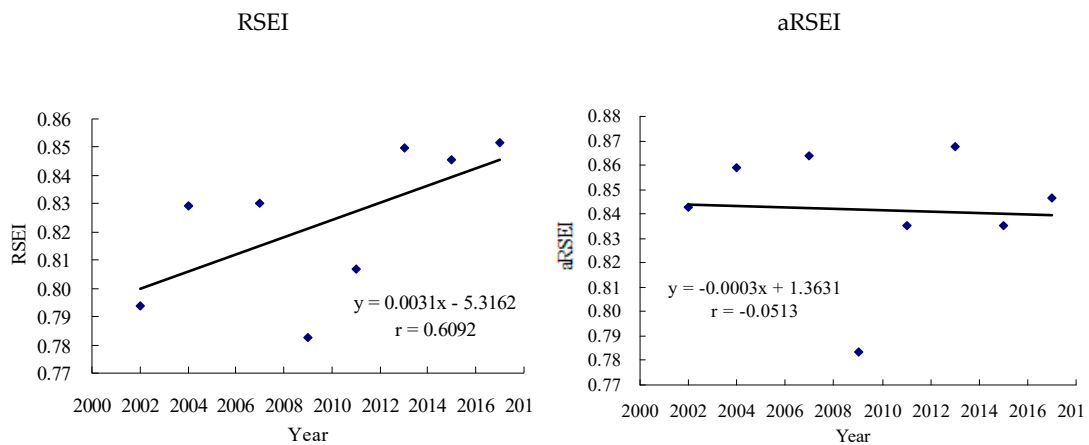 RSEI
aRSEI
0.86
0.85
0.84
0.83
0.82
0.81
0.80
0.79
0.78
0.77
RSEI
y = 0.0031x - 5.3162
r = 0.6092
2000 2002 2004 2006 2008 2010 2012 2014 2016 201
Year
0.88
0.87
0.86
0.85
0.84
0.83
0.82
0.81
0.80
0.79
0.78
0.77
aRSEI
y = -0.0003x + 1.3631
r = -0.0513
2000 2002 2004 2006 2008 2010 2012 2014 2016 201
Year